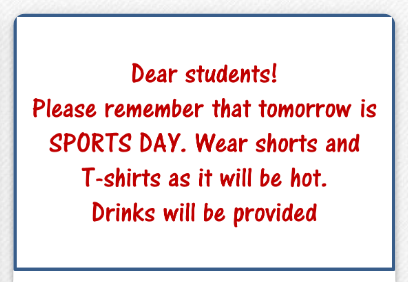 Dear students!
Please remember that tomorrow is
SPORTS DAY. Wear shorts and
T-shirts as it will be hot.
Drinks will be provided